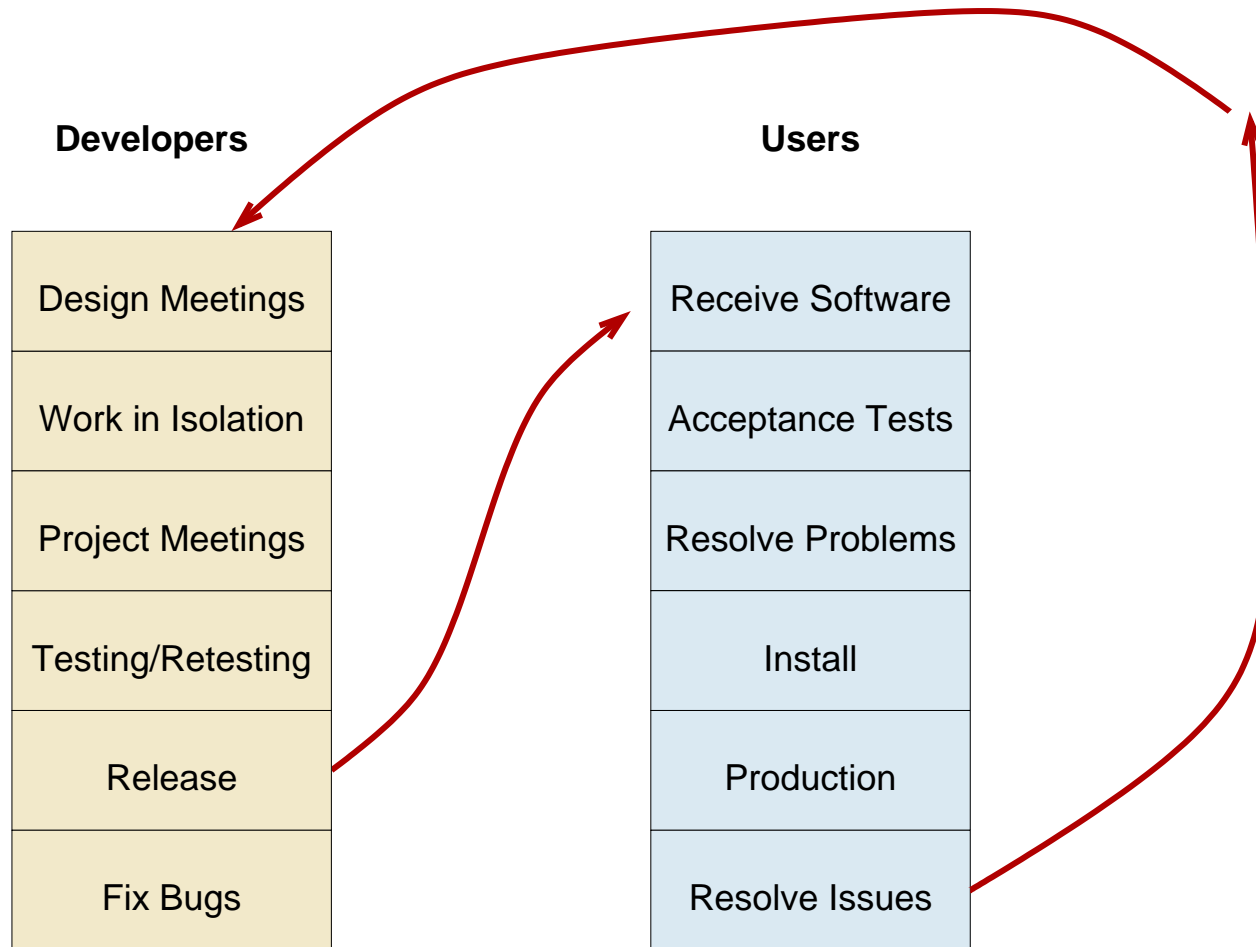 Developers
Users
Design Meetings
Work in Isolation
Project Meetings
Testing/Retesting
Release
Fix Bugs
Receive Software
Acceptance Tests
Resolve Problems
Install
Production
Resolve Issues